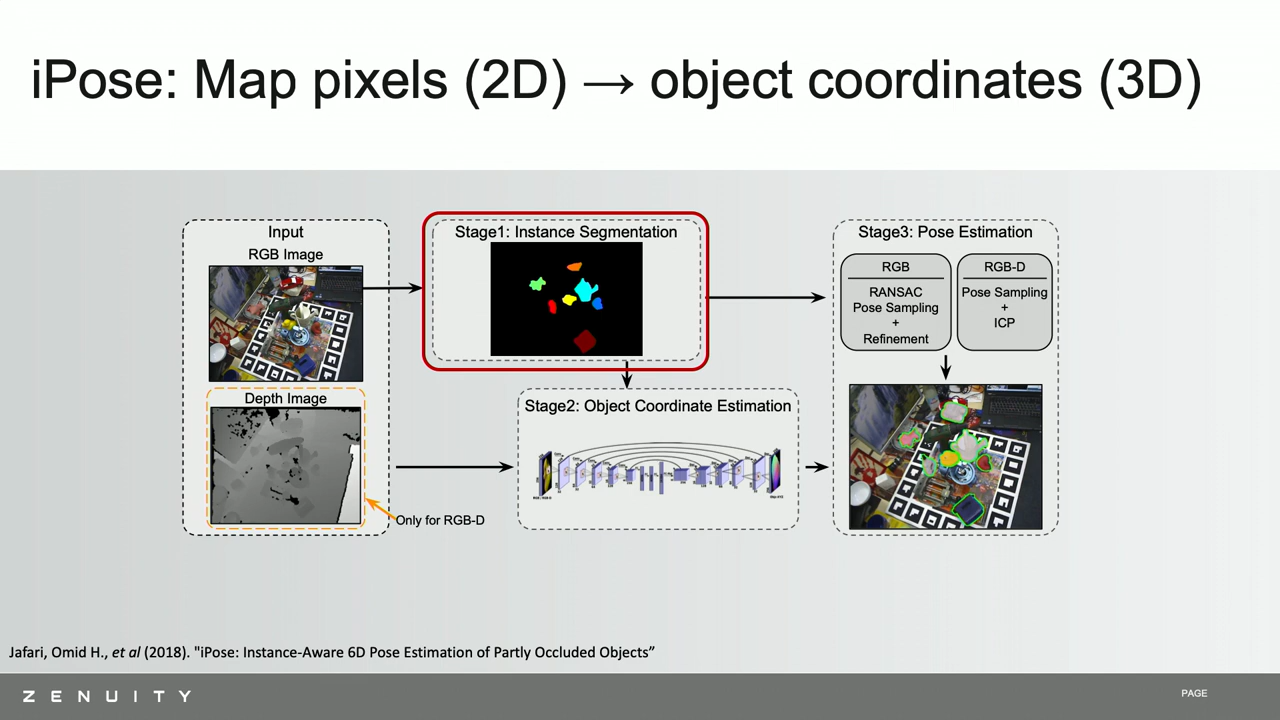 iPose: Map pixels (2D) → object coordinates (3D)
Input
RGB Image
Depth Image
Only for RGB-D
Stage1: Instance Segmentation
Stage2: Object Coordinate Estimation
Stage3: Pose Estimation
RGB
RANSAC
Pose Sampling
+
Refinement
RGB-D
Pose Sampling
+
ICP
Jafari, Omid H., et al (2018). "iPose: Instance-Aware 6D Pose Estimation of Partly Occluded Objects”
ZENUITY
PAGE